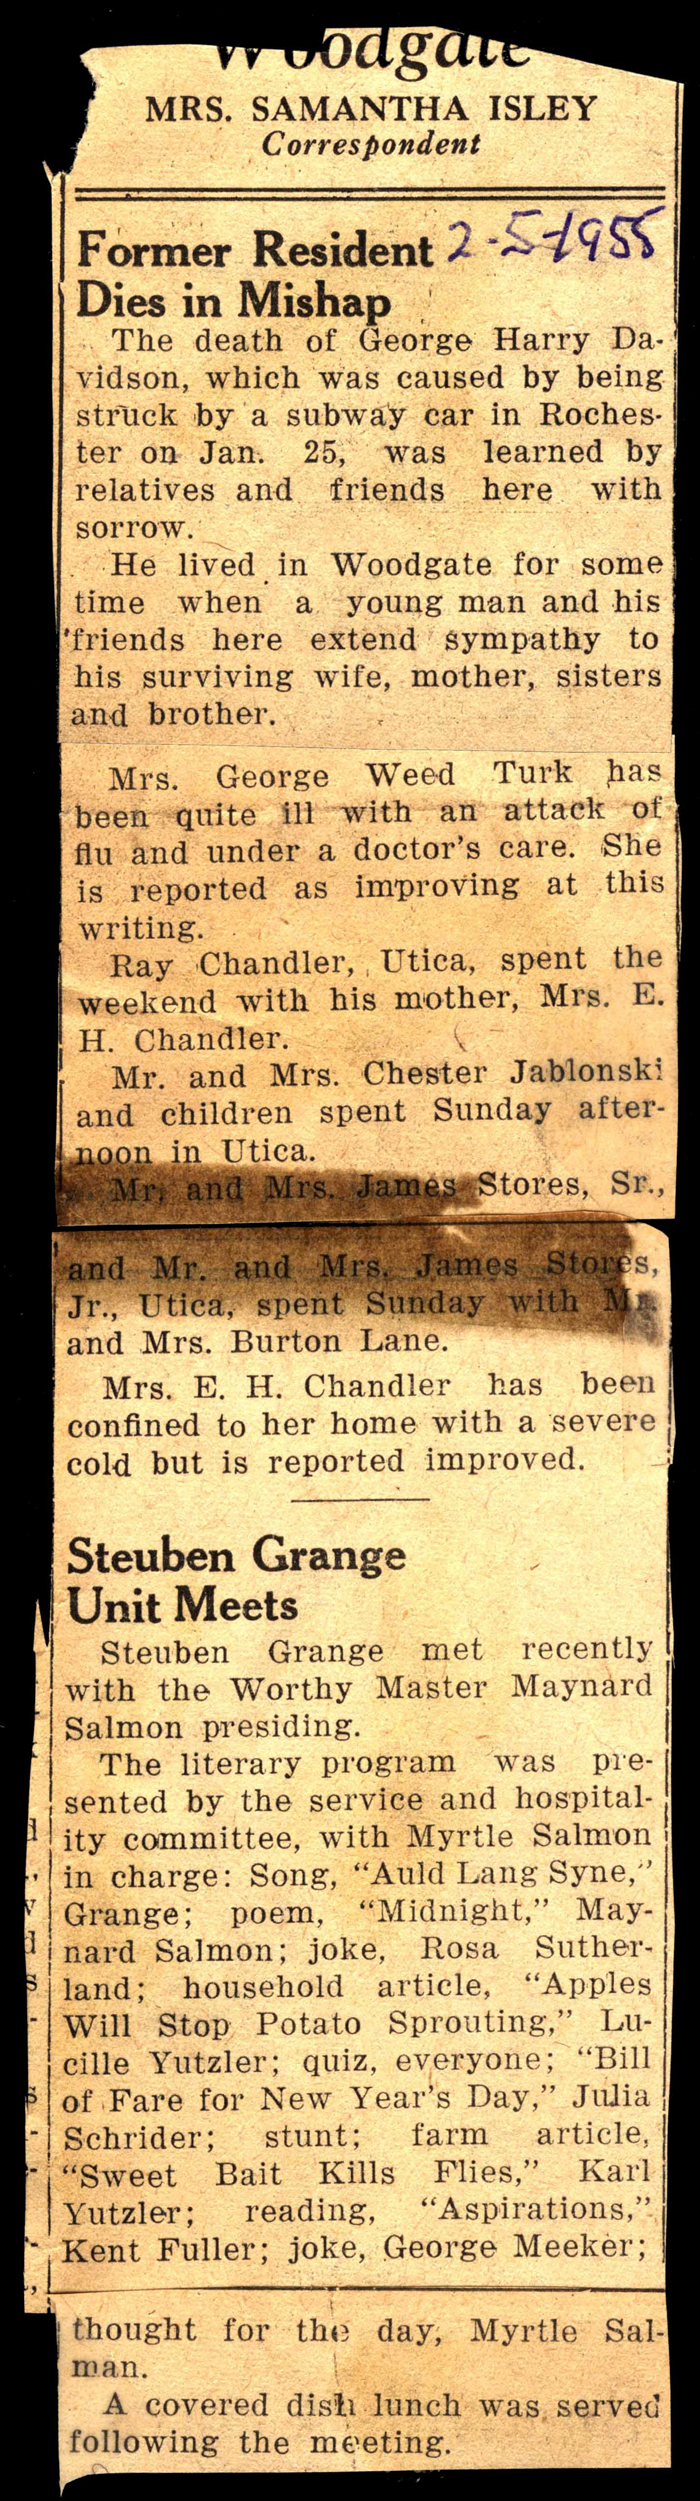 Woodgate
MRS. SAMANTHA ISLEY
Correspondent
Former Resident 2-5-1955
Dies in Mishap
The death of George Harry Da-
vidson, which was caused by being
struck by a subway car in Roches-
ter on Jan. 25, was learned by
relatives and friends here with
sorrow.
He lived in Woodgate for some
time when a young man and his
friends here extend sympathy to
his surviving wife, mother, sisters
and brother.
Mrs. George Weed Turk has
been quite ill with an attack of
flu and under a doctor's care. She
is reported as improving at this
writing.
Ray Chandler, Utica, spent the
weekend with his mother, Mrs. E.
H. Chandler.
Mr. and Mrs. Chester Jablonski
and children spent Sunday after-
noon in Utica.
Mr. and Mrs. James Stores, Sr.,
and Mr. and Mrs. James Stores,
Jr., Utica, spent Sunday with Mr.
and Mrs. Burton Lane.
Mrs. E. H. Chandler has been
confined to her home with a severe
cold but is reported improved.
Steuben Grange
Unit Meets
Steuben Grange met recently
with the Worthy Master Maynard
Salmon presiding.
The literary program was pre-
sented by the service and hospital-
ity committee, with Myrtle Salmon
in charge: Song, "Auld Lang Syne,"
Grange; poem, "Midnight," May-
nard Salmon; joke, Rosa Suther-
land; household article, "Apples
Will Stop Potato Sprouting," Lu-
cille Yutzler; quiz, everyone; "Bill
of Fare for New Year's Day," Julia
Schrider; stunt; farm article,
"Sweet Bait Kills Flies," Karl
Yutzler; reading, "Aspirations,"
Kent Fuller; joke, George Meeker;
thought for the day, Myrtle Sal-
man.
A covered dish lunch was served
following the meeting.